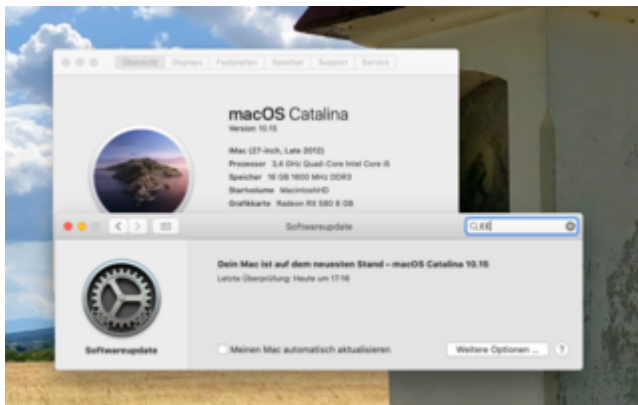 Übersicht Displays Festplatten Speicher Support Service
macOS Catalina
Version 10.15
iMac (27-inch, Late 2012)
Prozessor 3,4 GHz Quad-Core Intel Core i5
Speicher 16 GB 1600 MHz DDR3
Startvolume MacintoshHD
Grafikkarte Radeon RX 580 8 GB
Softwareupdate
Dein Mac ist auf dem neuesten Stand – macOS Catalina 10.15
Letzte Überprüfung: Heute um 17:16
Softwareupdate
Meinen Mac automatisch aktualisieren
Weitere Optionen ...
?